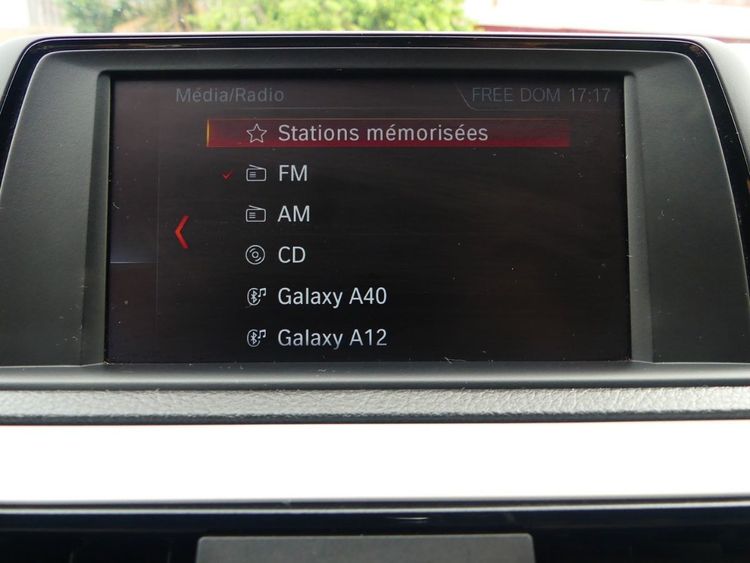 Média/Radio FREE DOM 17:17
Stations mémorisées
FM
AM
CD
Galaxy A40
Galaxy A12